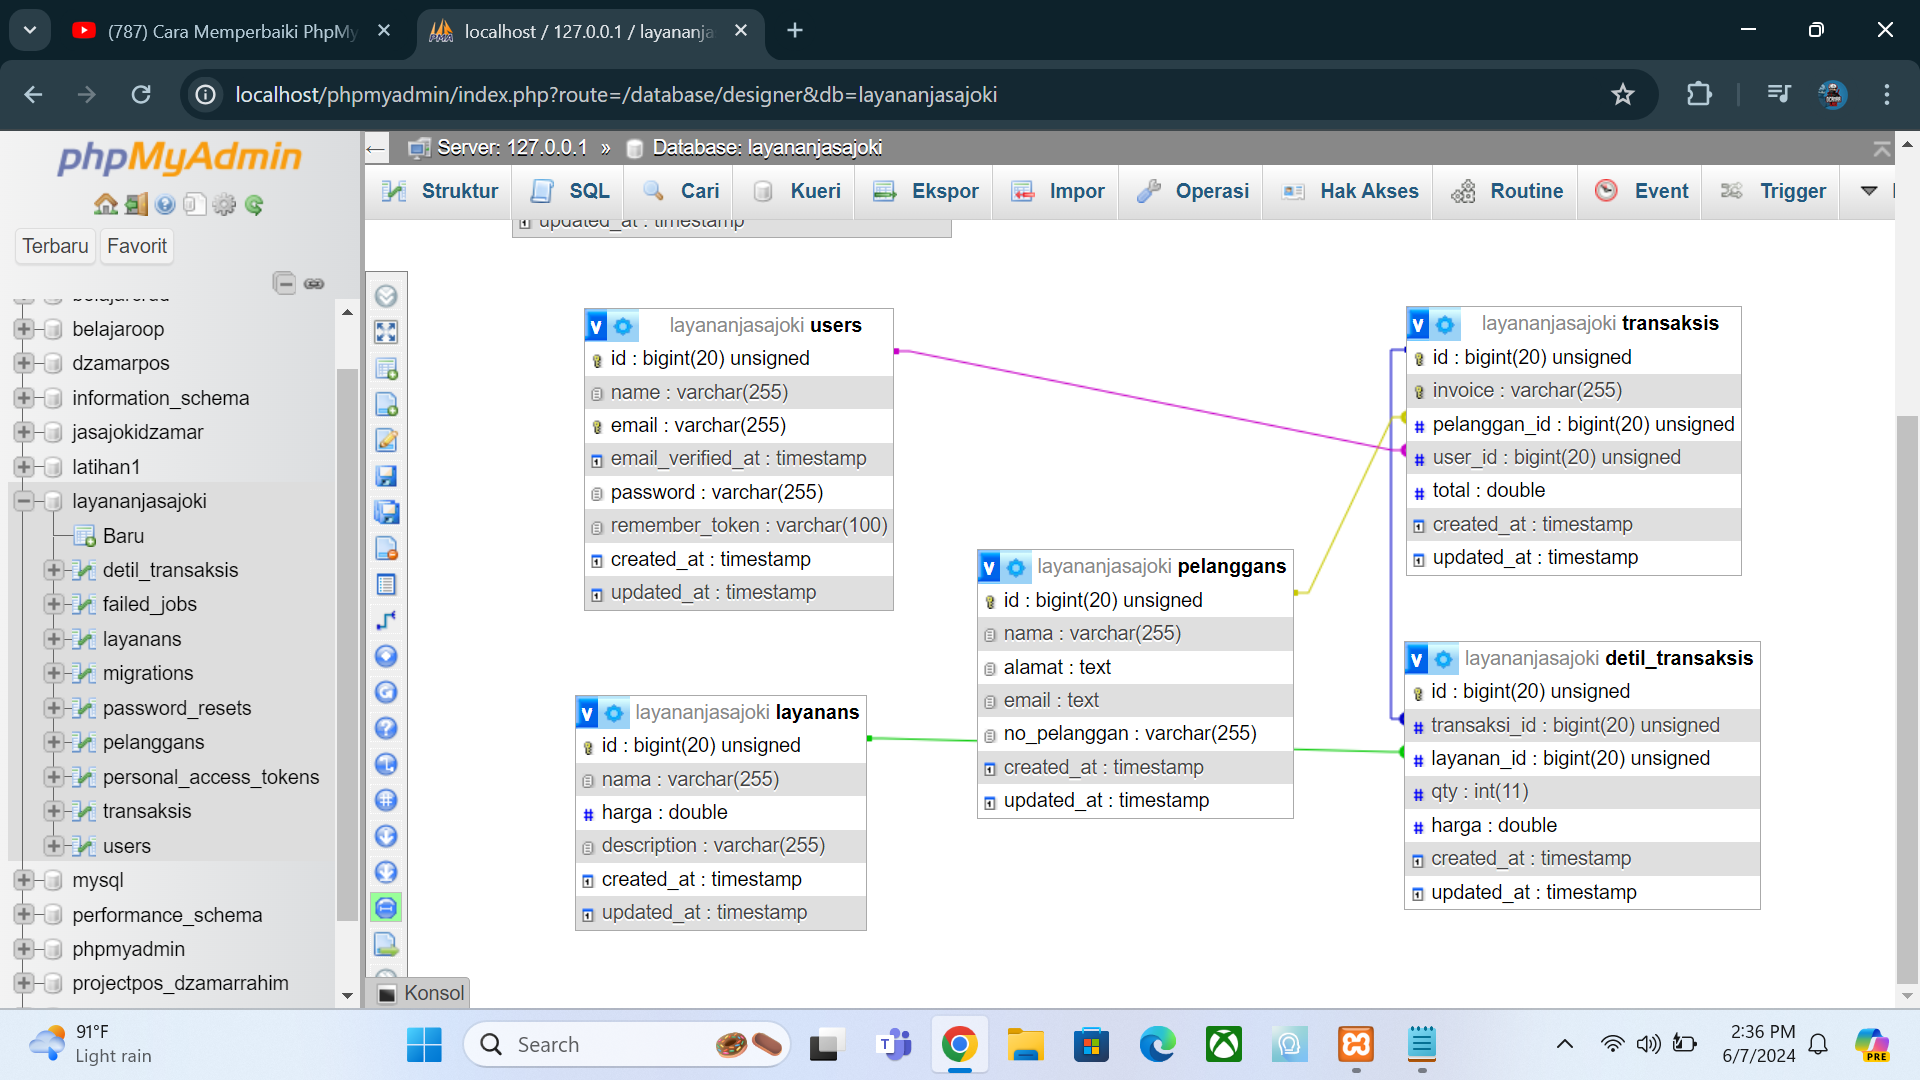 (787) Cara Memperbaiki PhpMy
localhost / 127.0.0.1 / layananja
localhost/phpmyadmin/index.php?route=/database/designer&db=layananjasajoki
phpMyAdmin
Terbaru
Favorit
belajaroop
dzamarpos
information_schema
jasajokidzamar
latihan1
layananjasajoki
Baru
detil_transaksis
failed_jobs
layanans
migrations
password_resets
pelanggans
personal_access_tokens
transaksis
users
mysql
performance_schema
phpmyadmin
projectpos_dzamarrahim
Server: 127.0.0.1 » Database: layananjasajoki
Struktur SQL Cari Kueri Ekspor Impor Operasi Hak Akses Routine Event Trigger
updated_at : timestamp
layananjasajoki users
id : bigint(20) unsigned
name : varchar(255)
email : varchar(255)
email_verified_at : timestamp
password : varchar(255)
remember_token : varchar(100)
created_at : timestamp
updated_at : timestamp
layananjasajoki transaksis
id : bigint(20) unsigned
invoice : varchar(255)
pelanggan_id : bigint(20) unsigned
user_id : bigint(20) unsigned
total : double
created_at : timestamp
updated_at : timestamp
layananjasajoki pelanggans
id : bigint(20) unsigned
nama : varchar(255)
alamat : text
email : text
no_pelanggan : varchar(255)
created_at : timestamp
updated_at : timestamp
layananjasajoki layanans
id : bigint(20) unsigned
nama : varchar(255)
harga : double
description : varchar(255)
created_at : timestamp
updated_at : timestamp
layananjasajoki detil_transaksis
id : bigint(20) unsigned
transaksi_id : bigint(20) unsigned
layanan_id : bigint(20) unsigned
qty : int(11)
harga : double
created_at : timestamp
updated_at : timestamp
Konsol
91°F
Light rain
Search
2:36 PM
6/7/2024
PRE